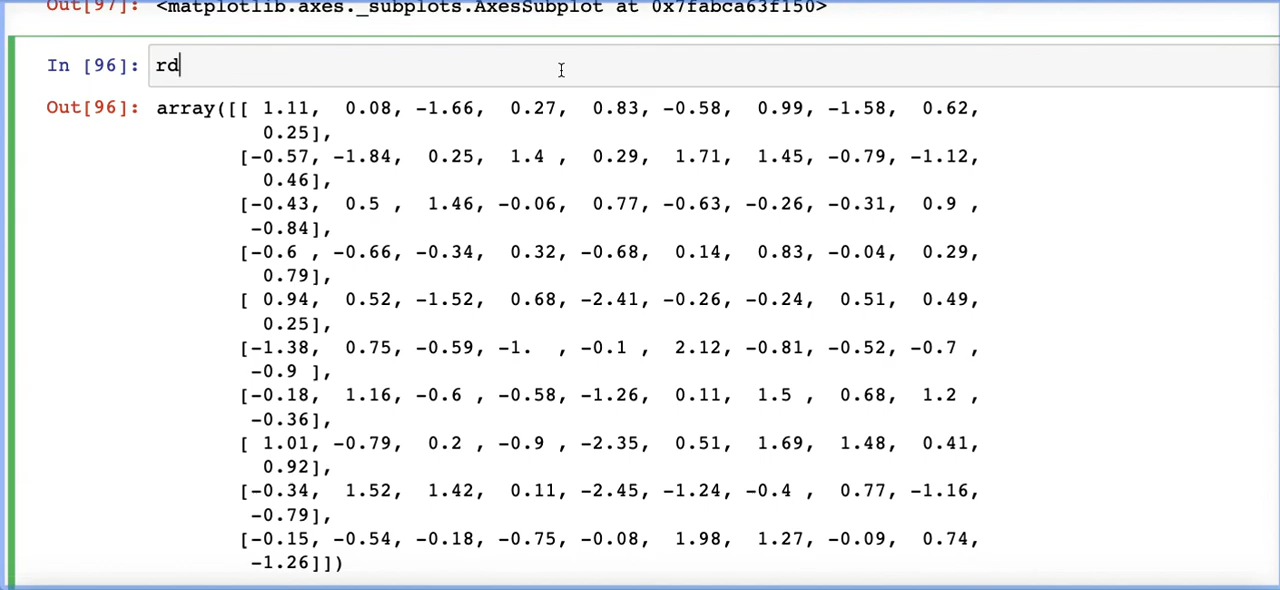 Out[97]: <matplotlib.axes._subplots.AxesSubplot at 0x7fabca63f150>
In [96]: rd
Out[96]: array([[ 1.11,  0.08, -1.66,  0.27,  0.83, -0.58,  0.99, -1.58,  0.62,
0.25],
[-0.57, -1.84,  0.25,  1.4 ,  0.29,  1.71,  1.45, -0.79, -1.12,
0.46],
[-0.43,  0.5 ,  1.46, -0.06,  0.77, -0.63, -0.26, -0.31,  0.9 ,
-0.84],
[-0.6 , -0.66, -0.34,  0.32, -0.68,  0.14,  0.83, -0.04,  0.29,
0.79],
[ 0.94,  0.52, -1.52,  0.68, -2.41, -0.26, -0.24,  0.51,  0.49,
0.25],
[-1.38,  0.75, -0.59, -1.  , -0.1 ,  2.12, -0.81, -0.52, -0.7 ,
-0.9 ],
[-0.18,  1.16, -0.6 , -0.58, -1.26,  0.11,  1.5 ,  0.68,  1.2 ,
-0.36],
[ 1.01, -0.79,  0.2 , -0.9 , -2.35,  0.51,  1.69,  1.48,  0.41,
0.92],
[-0.34,  1.52,  1.42,  0.11, -2.45, -1.24, -0.4 ,  0.77, -1.16,
-0.79],
[-0.15, -0.54, -0.18, -0.75, -0.08,  1.98,  1.27, -0.09,  0.74,
-1.26]])